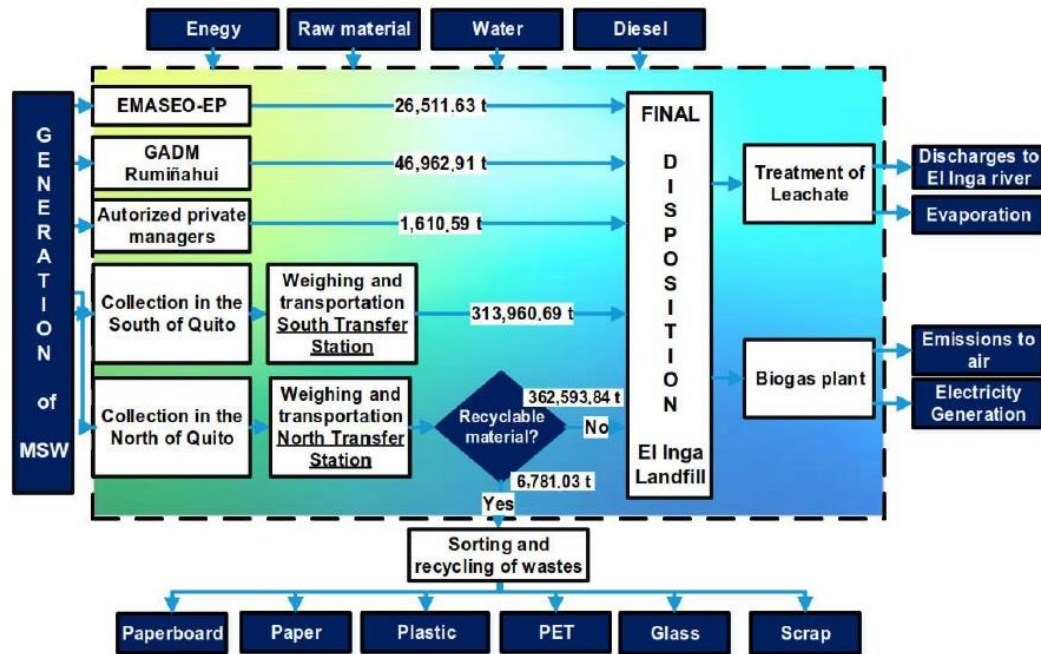 Enegy
Raw material
Water
Diesel
GENERATION
of
MSW
EMASEO-EP
26,511.63 t
GADM
Rumiñahui
46,962,91 t
Autorized private
managers
1,610,59 t
Collection in the
South of Quito
Weighing and
transportation
South Transfer
Station
313,960.69 t
Collection in the
North of Quito
Weighing and
transportation
North Transfer
Station
Recyclable
material?
362,593,84 t
No
6,781.03 t
Yes
FINAL
DISPOSITION
El Inga
Landfill
Treatment of
Leachate
Discharges to
El Inga river
Evaporation
Biogas plant
Emissions to
air
Electricity
Generation
Sorting and
recycling of wastes
Paperboard
Paper
Plastic
PET
Glass
Scrap